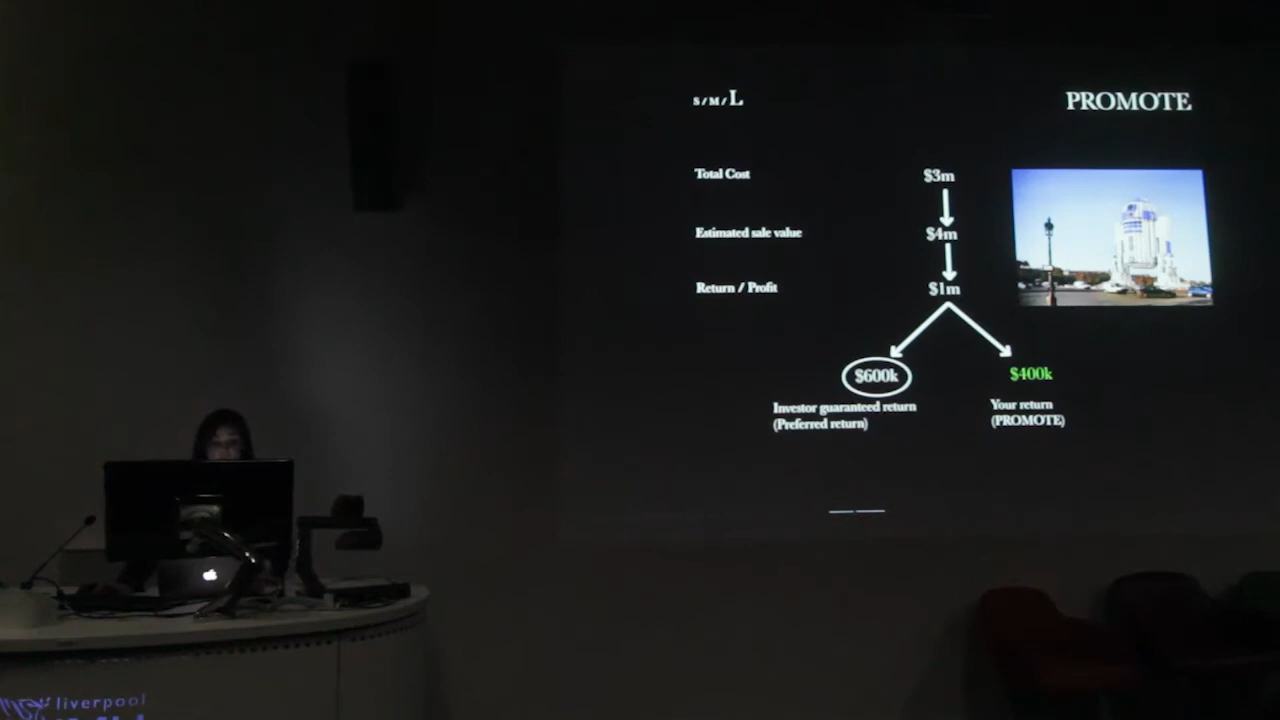 S/M/L
PROMOTE
Total Cost
$3m
Estimated sale value
$4m
Return / Profit
$1m
$600k
$400k
Investor guaranteed return
(Preferred return)
Your return
(PROMOTE)
liverpool